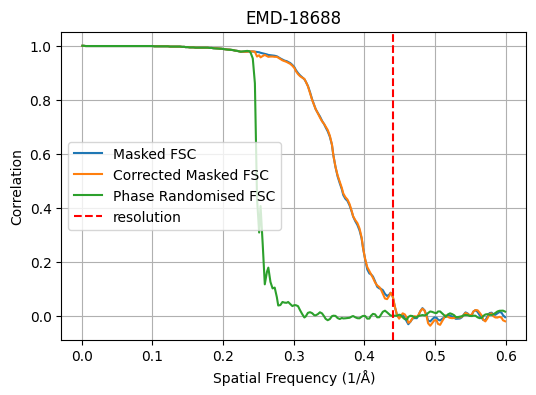 EMD-18688
1.0
0.8
0.6
0.4
0.2
0.0
Correlation
Masked FSC
Corrected Masked FSC
Phase Randomised FSC
resolution
0.0 0.1 0.2 0.3 0.4 0.5 0.6
Spatial Frequency (1/Å)